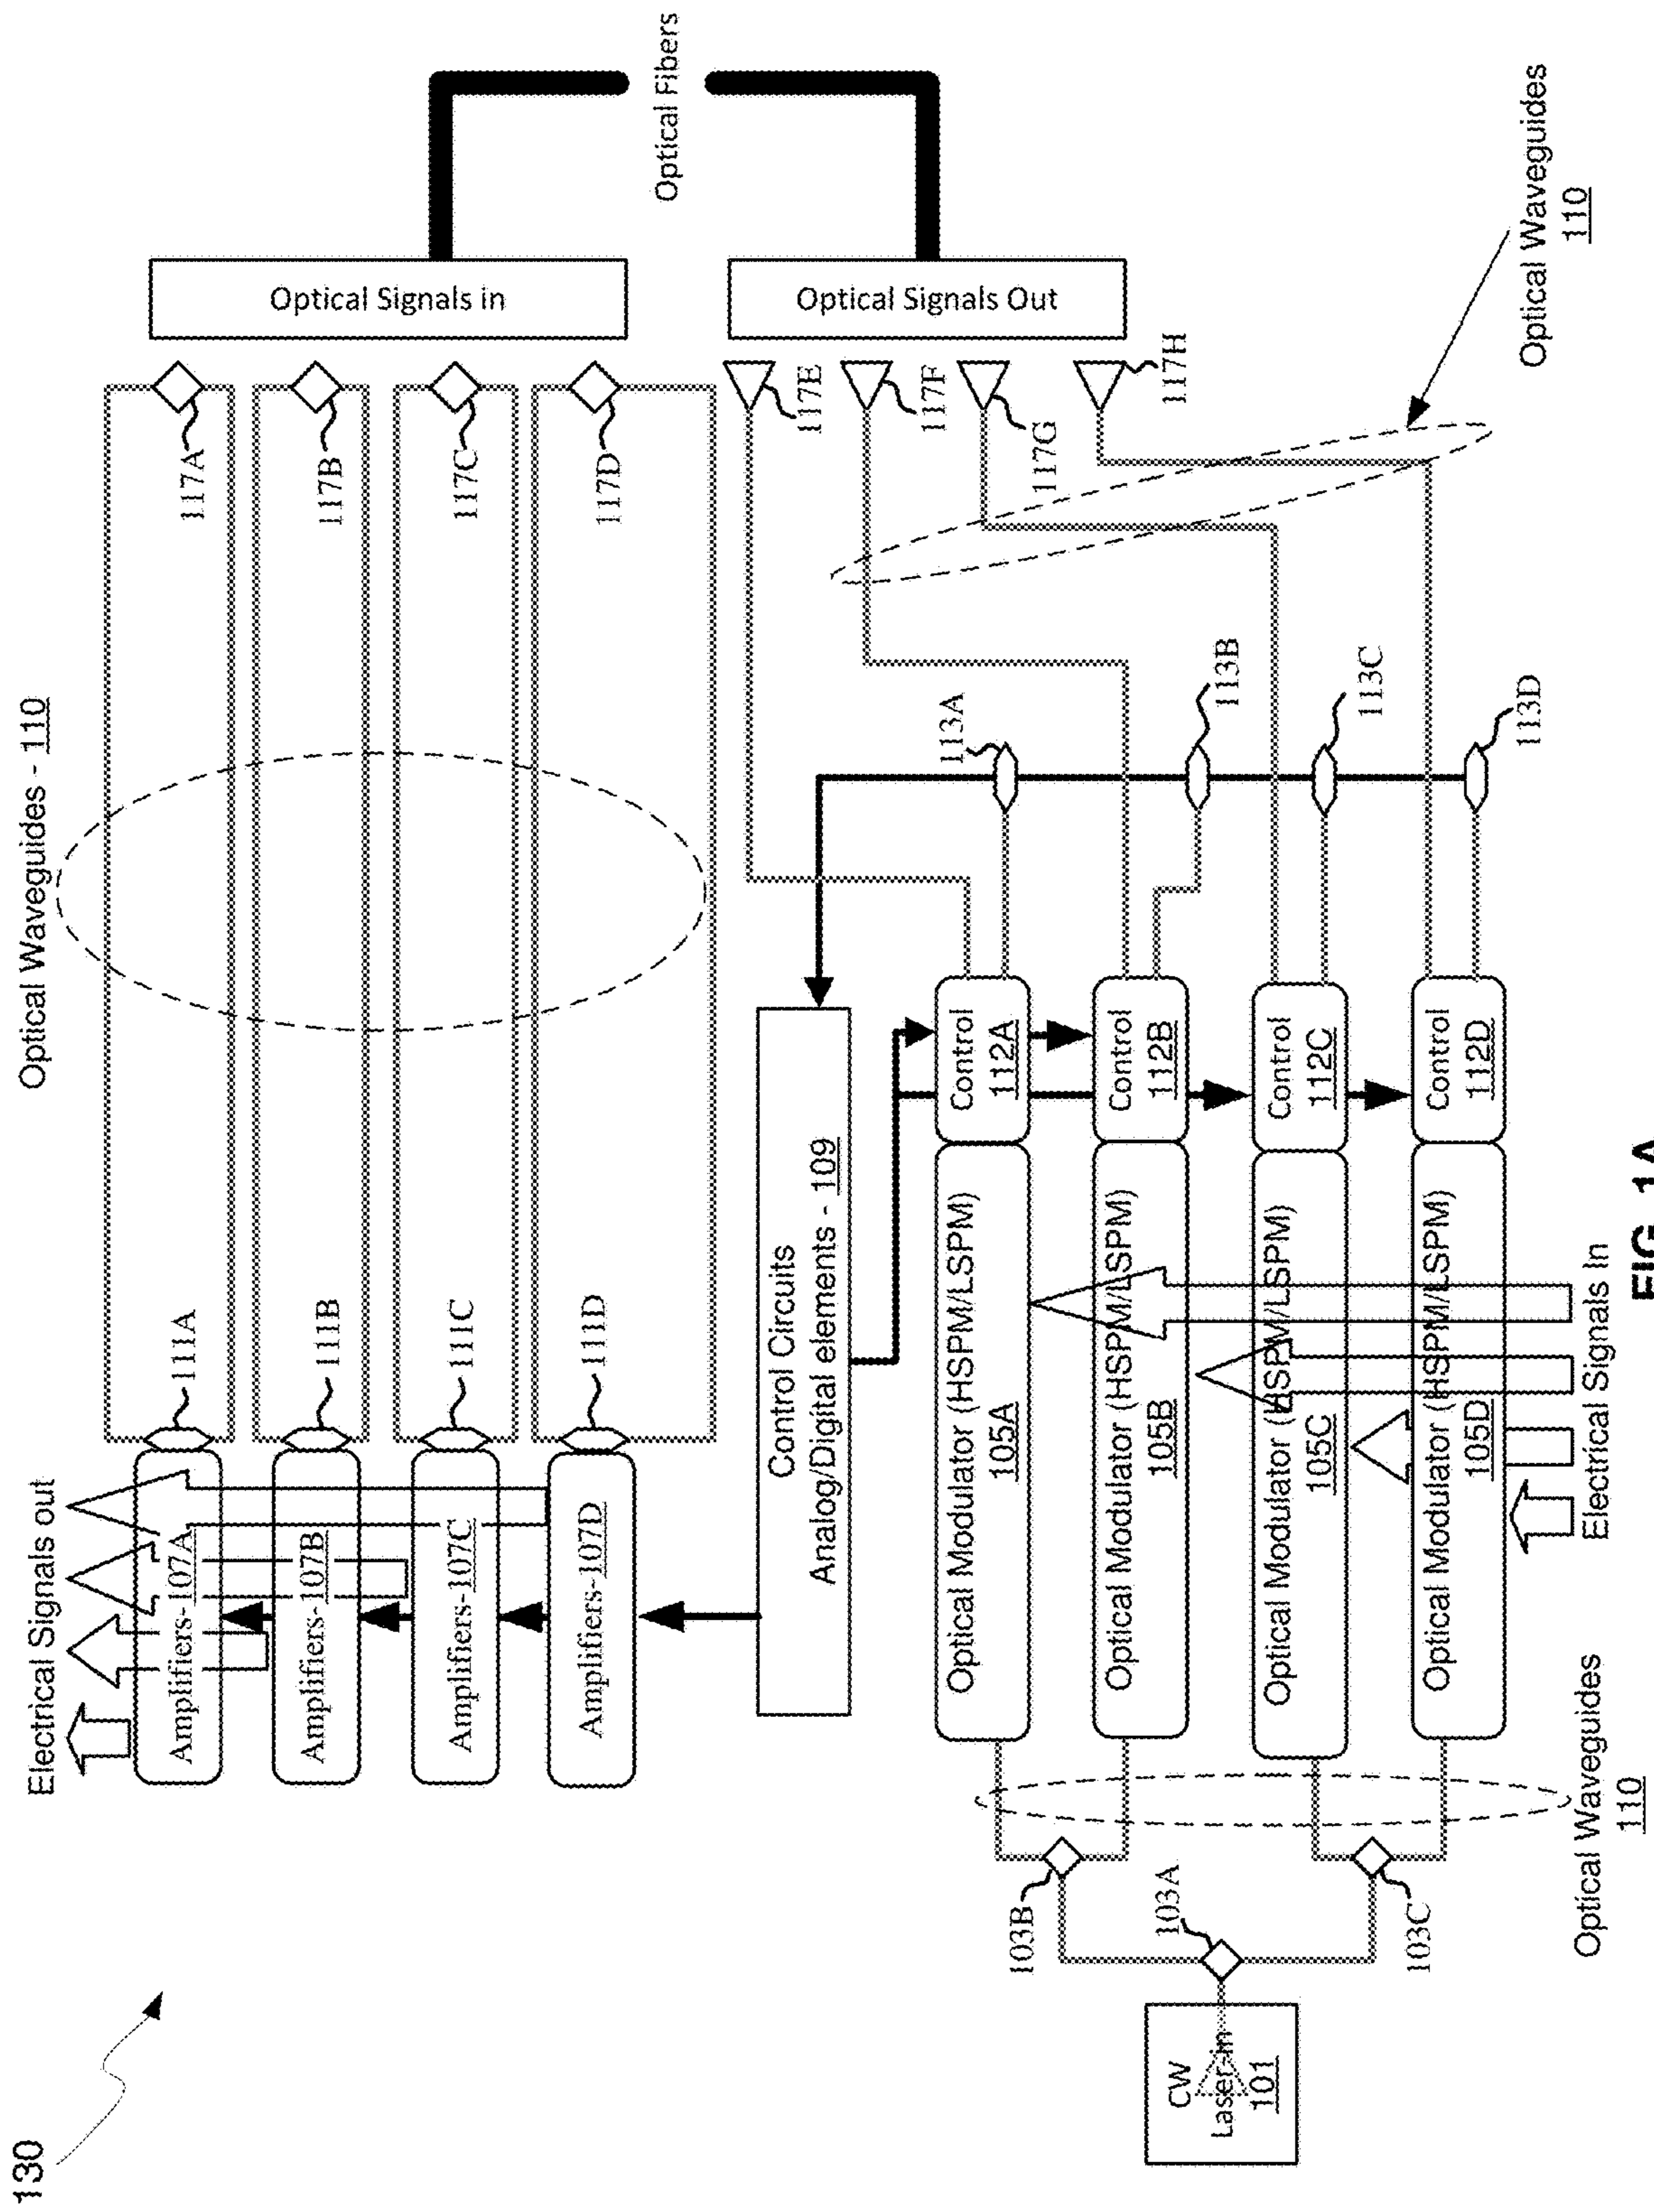 130
Electrical Signals out
Optical Waveguides - 110
Amplifiers-107A
111A
117A
Amplifiers-107B
111B
117B
Amplifiers-107C
111C
117C
Amplifiers-107D
111D
117D
Optical Signals in
Optical Fibers
Optical Signals Out
Control Circuits
Analog/Digital elements - 109
117E
117F
117G
117H
CW
Laser-in
101
103A
103B
103C
Optical Modulator (HSPM/LSPM)
105A
Control
112A
113A
Optical Modulator (HSPM/LSPM)
105B
Control
112B
113B
Optical Modulator (HSPM/LSPM)
105C
Control
112C
113C
Optical Modulator (HSPM/LSPM)
105D
Control
112D
113D
Optical Waveguides
110
Electrical Signals In
Optical Waveguides
110
FIG. 1A